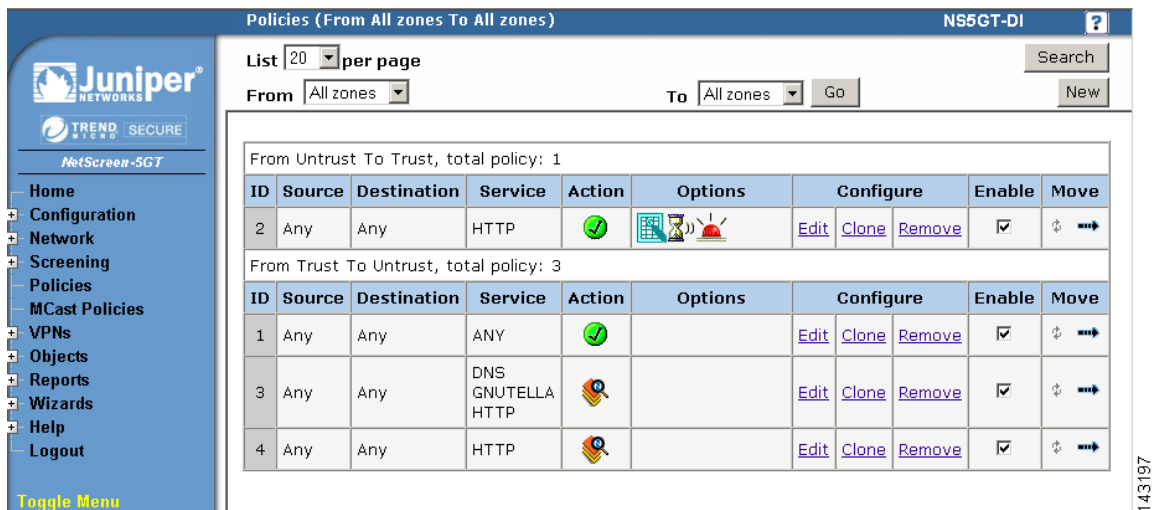 Policies (From All zones To All zones) NS5GT-DI ?
List 20 per page Search
From All zones To All zones Go New
Juniper®
NETWORKS
TREND MICRO SECURE
NetScreen-5GT
Home
Configuration
Network
Screening
Policies
MCast Policies
VPNs
Objects
Reports
Wizards
Help
Logout
Toggle Menu
From Untrust To Trust, total policy: 1
ID Source Destination Service Action Options Configure Enable Move
2 Any Any HTTP Edit Clone Remove
From Trust To Untrust, total policy: 3
ID Source Destination Service Action Options Configure Enable Move
1 Any Any ANY Edit Clone Remove
3 Any Any DNS GNUTELLA HTTP Edit Clone Remove
4 Any Any HTTP Edit Clone Remove
143197